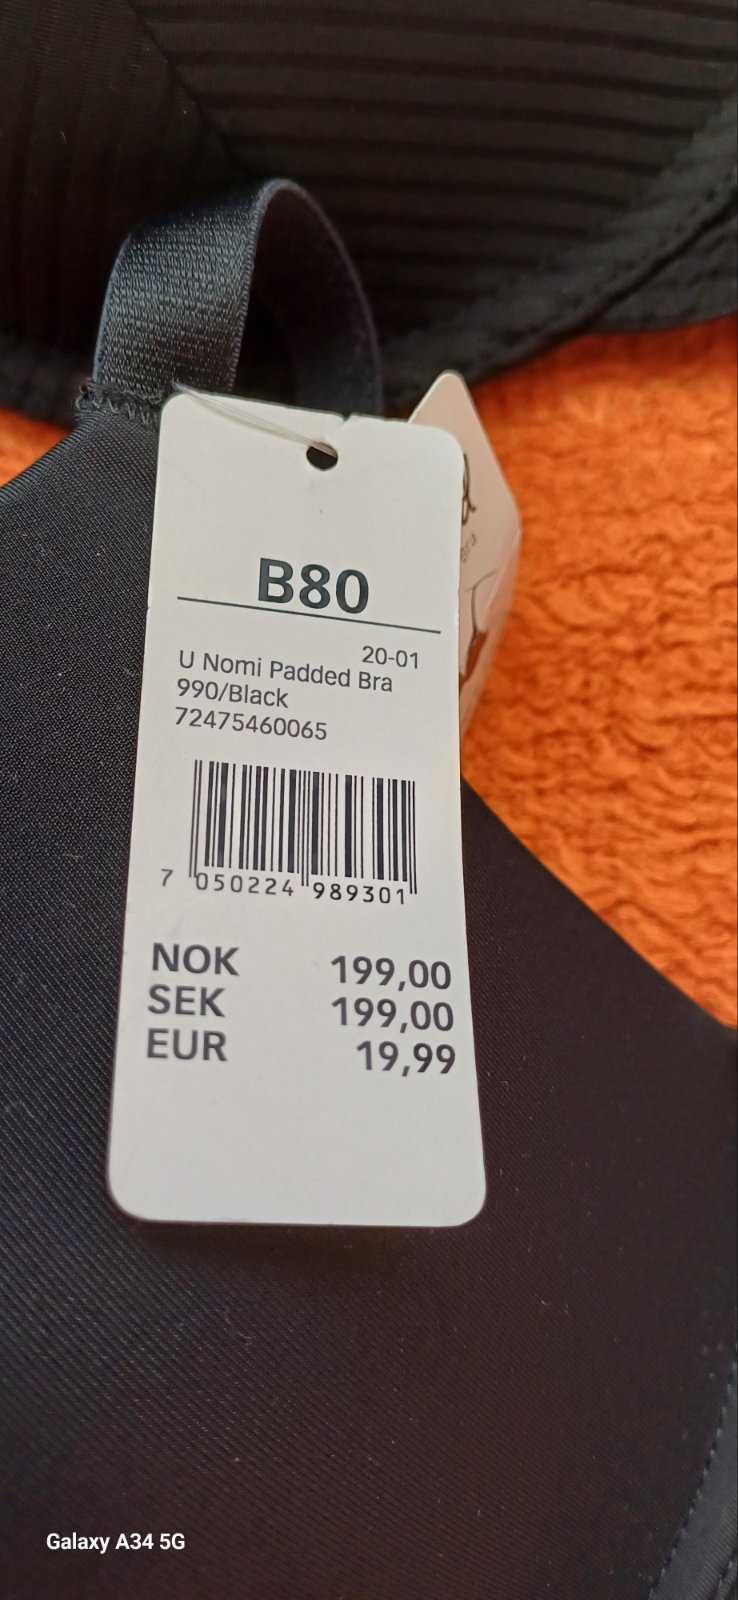 B80
20-01
U Nomi Padded Bra
990/Black
72475460065
7 050224 989301
NOK 199,00
SEK 199,00
EUR 19,99
Galaxy A34 5G